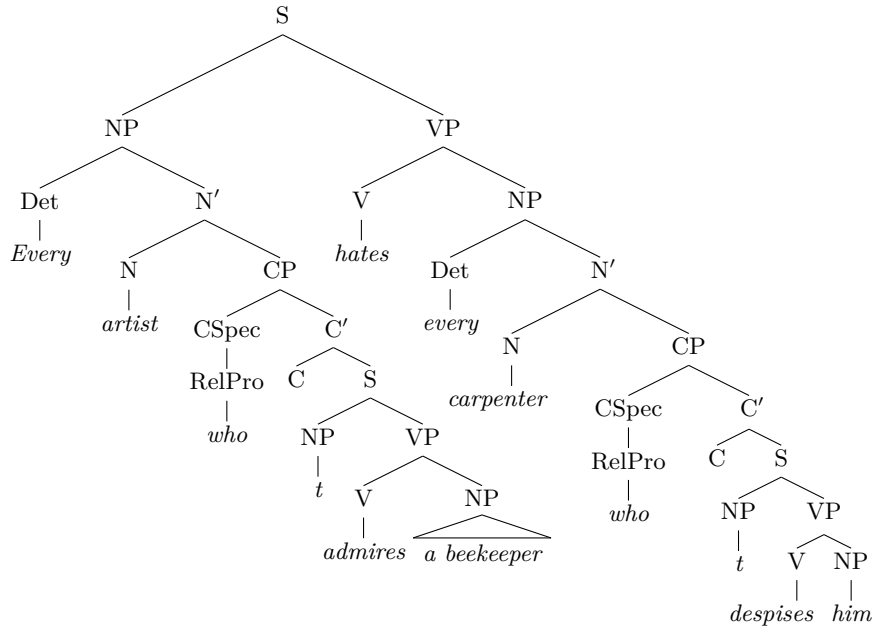 S
NP VP
Det N′ V NP
Every N CP hates Det N′
artist CSpec C′ every N CP
RelPro C S carpenter CSpec C′
who NP VP RelPro C S
t V NP who NP VP
admires a beekeeper t V NP
despises him